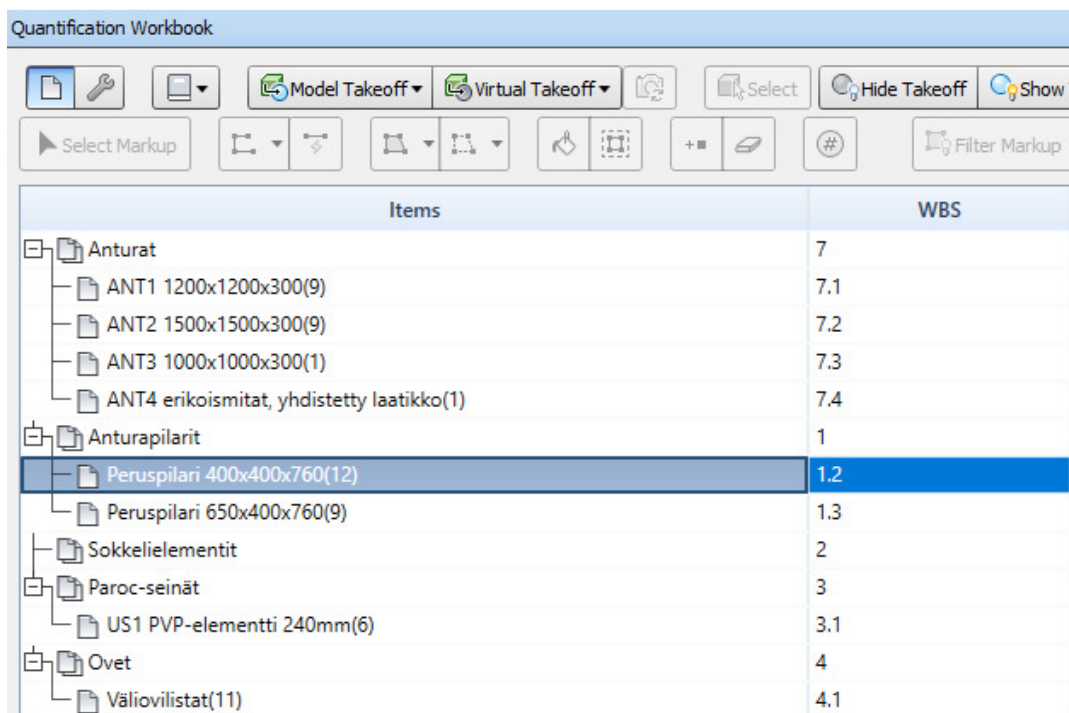 Quantification Workbook
Model Takeoff Virtual Takeoff Select Hide Takeoff Show
Select Markup # Filter Markup
Items WBS
Anturat 7
ANT1 1200x1200x300(9) 7.1
ANT2 1500x1500x300(9) 7.2
ANT3 1000x1000x300(1) 7.3
ANT4 erikoismitat, yhdistetty laatikko(1) 7.4
Anturapilarit 1
Peruspilari 400x400x760(12) 1.2
Peruspilari 650x400x760(9) 1.3
Sokkelielementit 2
Paroc-seinät 3
US1 PVP-elementti 240mm(6) 3.1
Ovet 4
Väliovilistat(11) 4.1